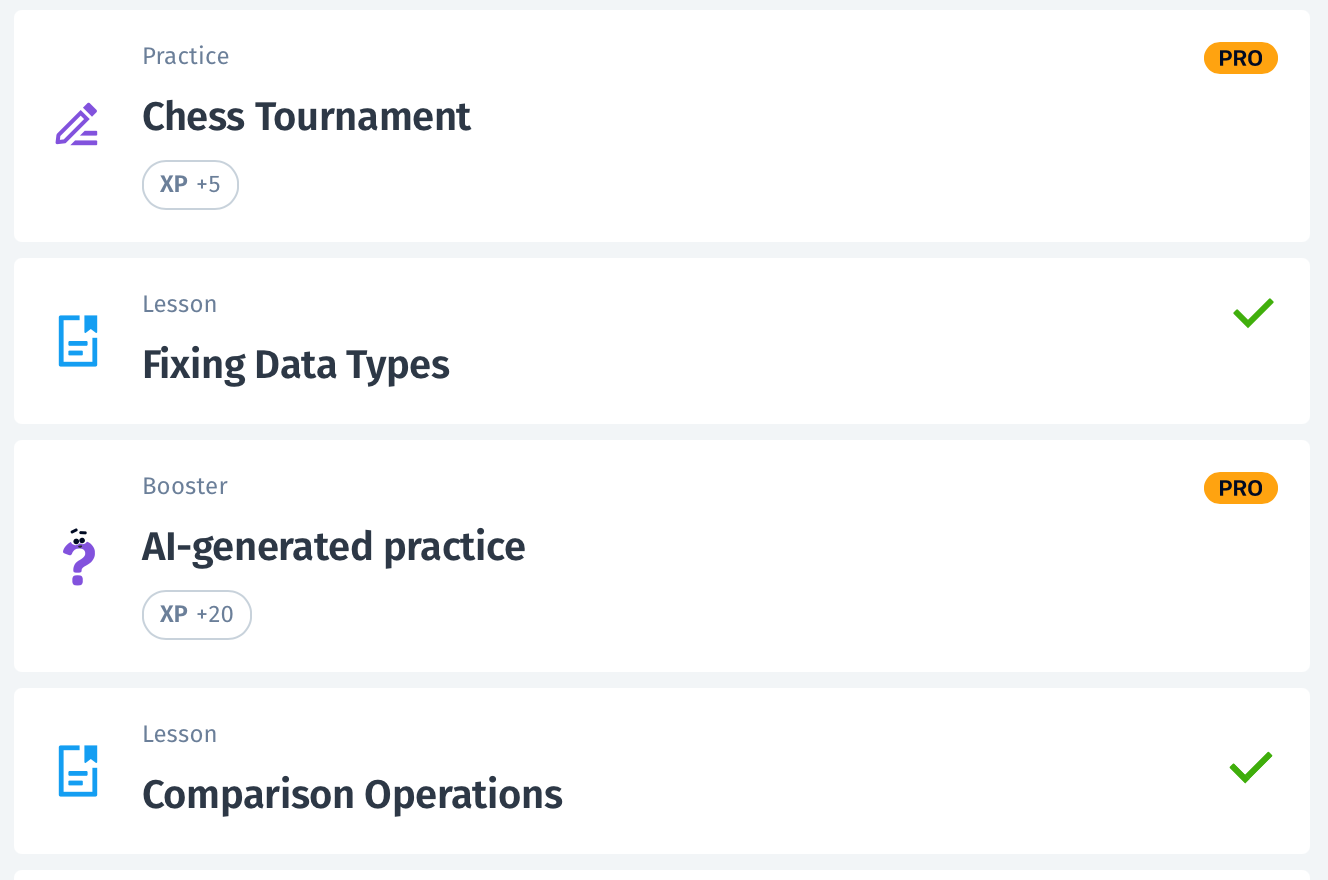 Practice
PRO
Chess Tournament
XP +5
Lesson
Fixing Data Types
Booster
PRO
AI-generated practice
XP +20
Lesson
Comparison Operations